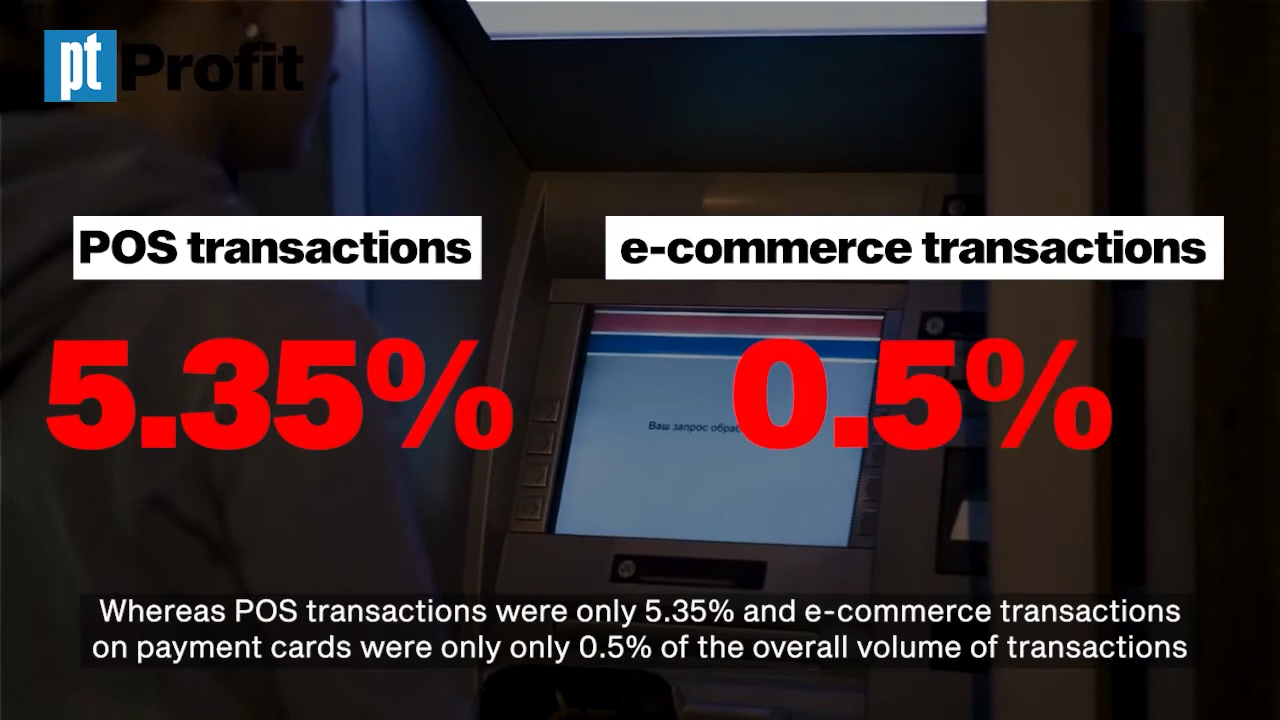 pt Profit
POS transactions
e-commerce transactions
5.35%
0.5%
Ваш запрос
Whereas POS transactions were only 5.35% and e-commerce transactions
on payment cards were only only 0.5% of the overall volume of transactions